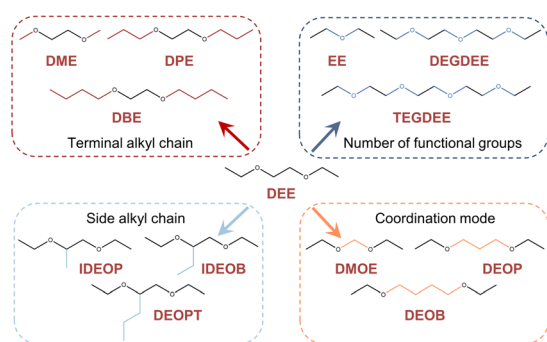 DME
DPE
DBE
Terminal alkyl chain
EE
DEGDEE
TEGDEE
Number of functional groups
DEE
Side alkyl chain
IDEOP
IDEOB
DEOPT
Coordination mode
DMOE
DEOP
DEOB